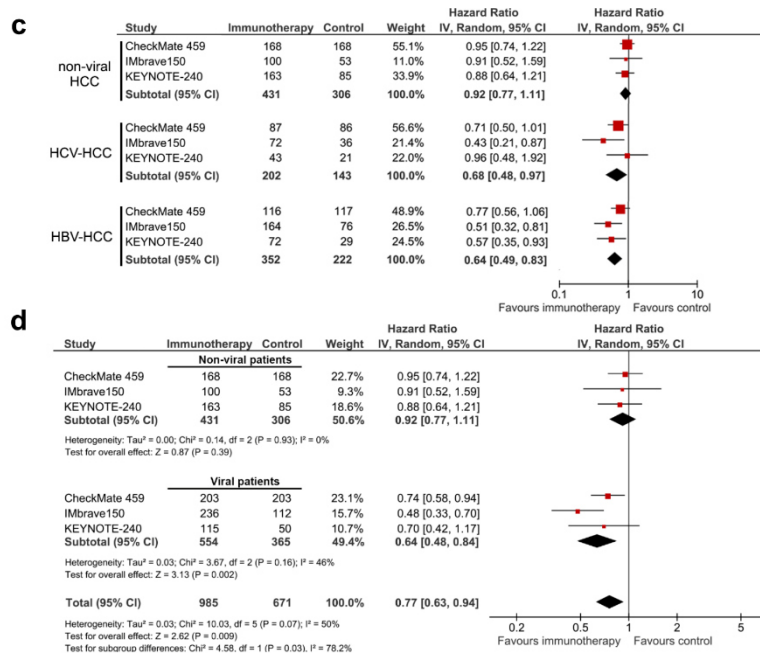 c
Hazard Ratio Hazard Ratio
Study Immunotherapy Control Weight IV, Random, 95% CI IV, Random, 95% CI
non-viral HCC
CheckMate 459 168 168 55.1% 0.95 [0.74, 1.22]
IMbrave150 100 53 11.0% 0.91 [0.52, 1.59]
KEYNOTE-240 163 85 33.9% 0.88 [0.64, 1.21]
Subtotal (95% CI) 431 306 100.0% 0.92 [0.77, 1.11]
HCV-HCC
CheckMate 459 87 86 56.6% 0.71 [0.50, 1.01]
IMbrave150 72 36 21.4% 0.43 [0.21, 0.87]
KEYNOTE-240 43 21 22.0% 0.96 [0.48, 1.92]
Subtotal (95% CI) 202 143 100.0% 0.68 [0.48, 0.97]
HBV-HCC
CheckMate 459 116 117 48.9% 0.77 [0.56, 1.06]
IMbrave150 164 76 26.5% 0.51 [0.32, 0.81]
KEYNOTE-240 72 29 24.5% 0.57 [0.35, 0.93]
Subtotal (95% CI) 352 222 100.0% 0.64 [0.49, 0.83]
0.1 1 10
Favours immunotherapy Favours control
d
Hazard Ratio Hazard Ratio
Study Immunotherapy Control Weight IV, Random, 95% CI IV, Random, 95% CI
Non-viral patients
CheckMate 459 168 168 22.7% 0.95 [0.74, 1.22]
IMbrave150 100 53 9.3% 0.91 [0.52, 1.59]
KEYNOTE-240 163 85 18.6% 0.88 [0.64, 1.21]
Subtotal (95% CI) 431 306 50.6% 0.92 [0.77, 1.11]
Heterogeneity: Tau² = 0.00; Chi² = 0.14, df = 2 (P = 0.93); I² = 0%
Test for overall effect: Z = 0.87 (P = 0.39)
Viral patients
CheckMate 459 203 203 23.1% 0.74 [0.58, 0.94]
IMbrave150 236 112 15.7% 0.48 [0.33, 0.70]
KEYNOTE-240 115 50 10.7% 0.70 [0.42, 1.17]
Subtotal (95% CI) 554 365 49.4% 0.64 [0.48, 0.84]
Heterogeneity: Tau² = 0.03; Chi² = 3.67, df = 2 (P = 0.16); I² = 46%
Test for overall effect: Z = 3.13 (P = 0.002)
Total (95% CI) 985 671 100.0% 0.77 [0.63, 0.94]
Heterogeneity: Tau² = 0.03; Chi² = 10.03, df = 5 (P = 0.07); I² = 50%
Test for overall effect: Z = 2.62 (P = 0.009)
Test for subgroup differences: Chi² = 4.58, df = 1 (P = 0.03), I² = 78.2%
0.2 0.5 1 2 5
Favours immunotherapy Favours control